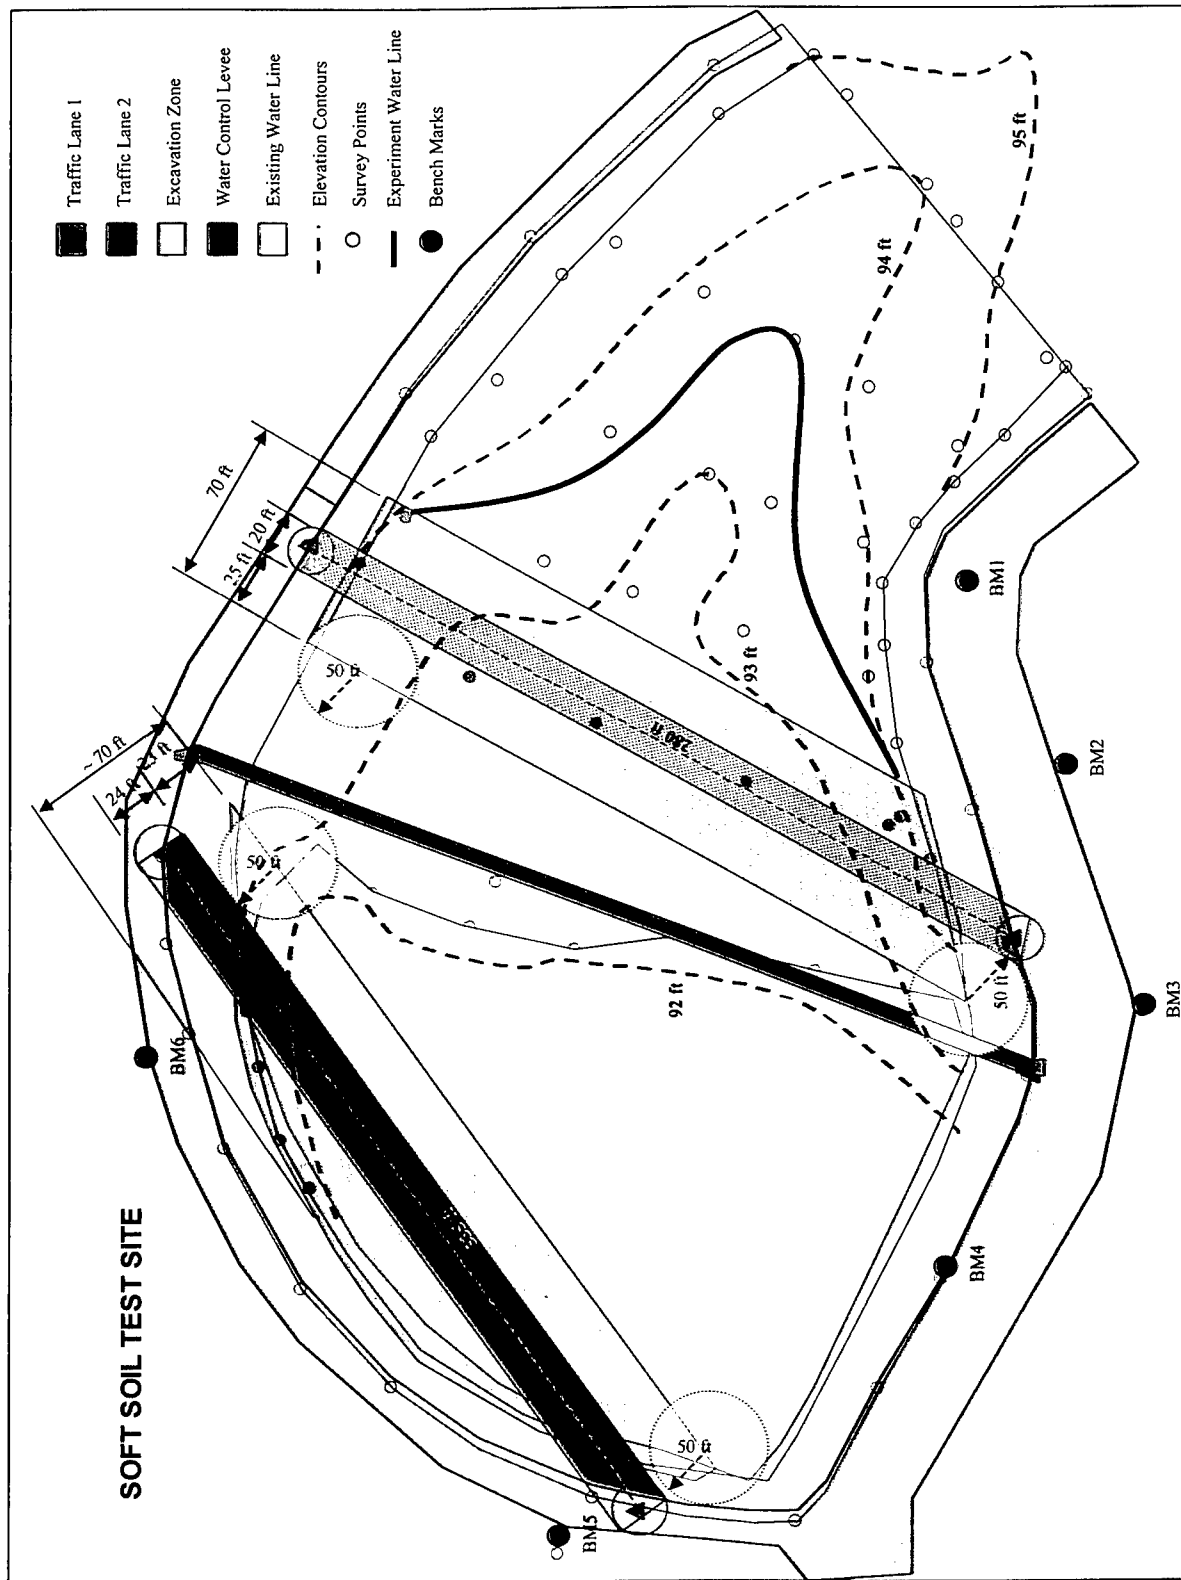 SOFT SOIL TEST SITE
Traffic Lane 1
Traffic Lane 2
Excavation Zone
Water Control Levee
Existing Water Line
Elevation Contours
Survey Points
Experiment Water Line
Bench Marks
BM5
BM6
~70 ft
24 ft
23 ft
25 ft
20 ft
70 ft
50 ft
50 ft
50 ft
50 ft
280 ft
92 ft
93 ft
94 ft
95 ft
BM4
BM3
BM2
BM1